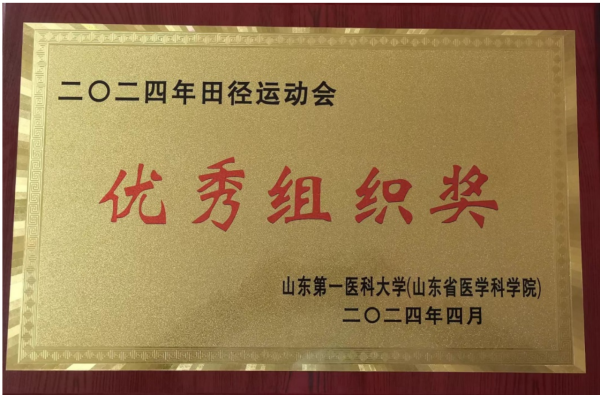 二〇二四年田径运动会
优秀组织奖
山东第一医科大学(山东省医学科学院)
二〇二四年四月